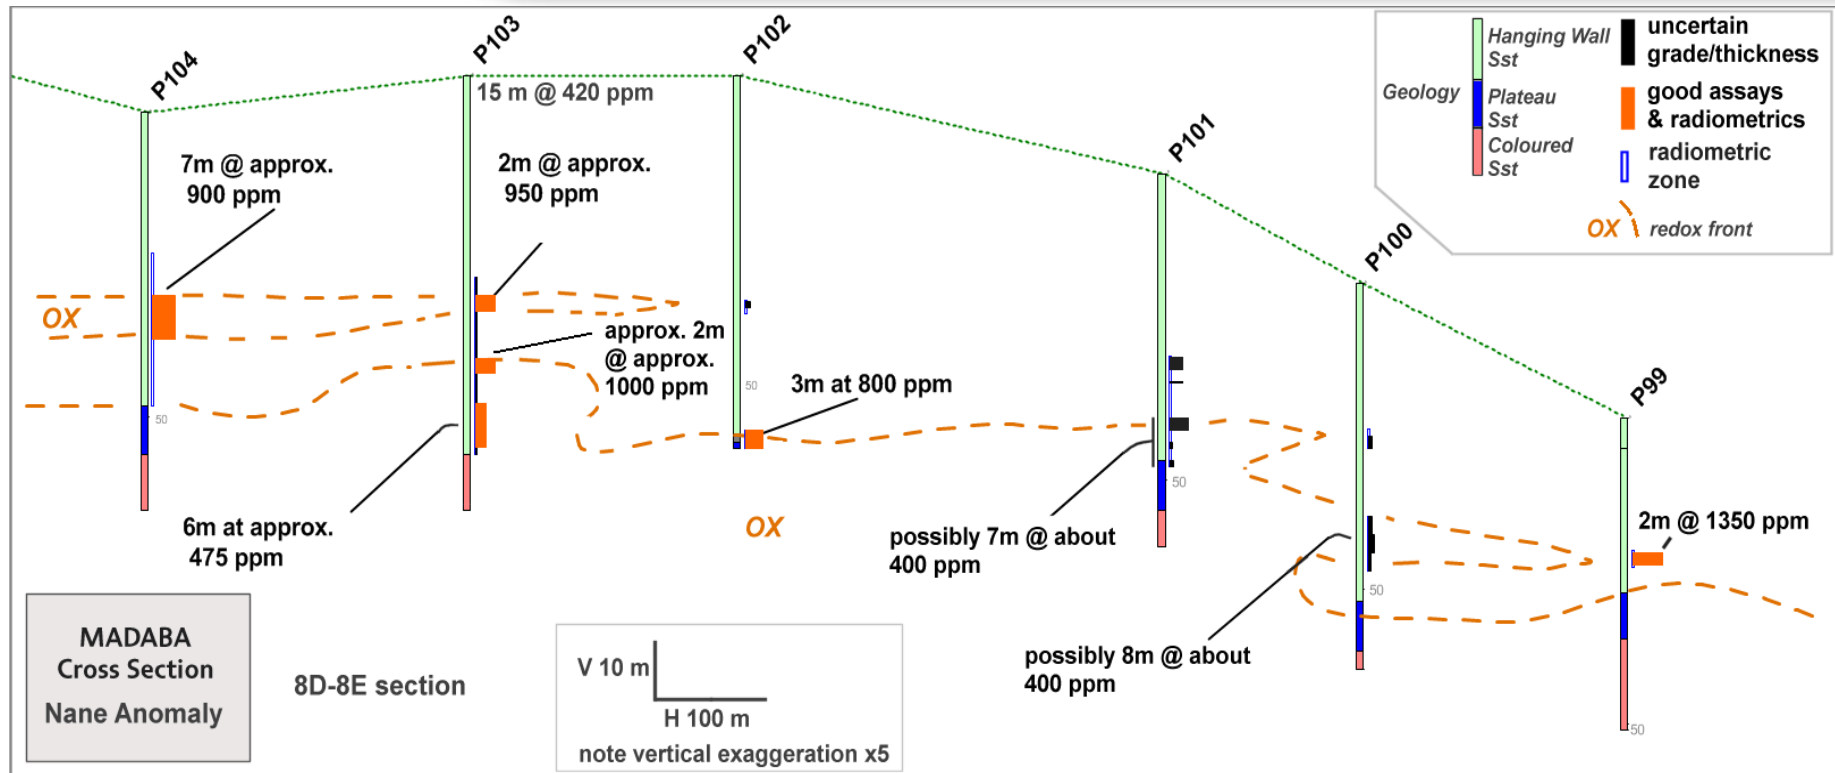 P104
P103
P102
P101
P100
P99
15 m @ 420 ppm
7m @ approx.
900 ppm
2m @ approx.
950 ppm
approx. 2m
@ approx.
1000 ppm
3m at 800 ppm
6m at approx.
475 ppm
possibly 7m @ about
400 ppm
possibly 8m @ about
400 ppm
2m @ 1350 ppm
OX
OX
50
50
50
50
50
Geology
Hanging Wall
Sst
Plateau
Sst
Coloured
Sst
uncertain
grade/thickness
good assays
& radiometrics
radiometric
zone
OX redox front
MADABA
Cross Section
Nane Anomaly
8D-8E section
V 10 m
H 100 m
note vertical exaggeration x5